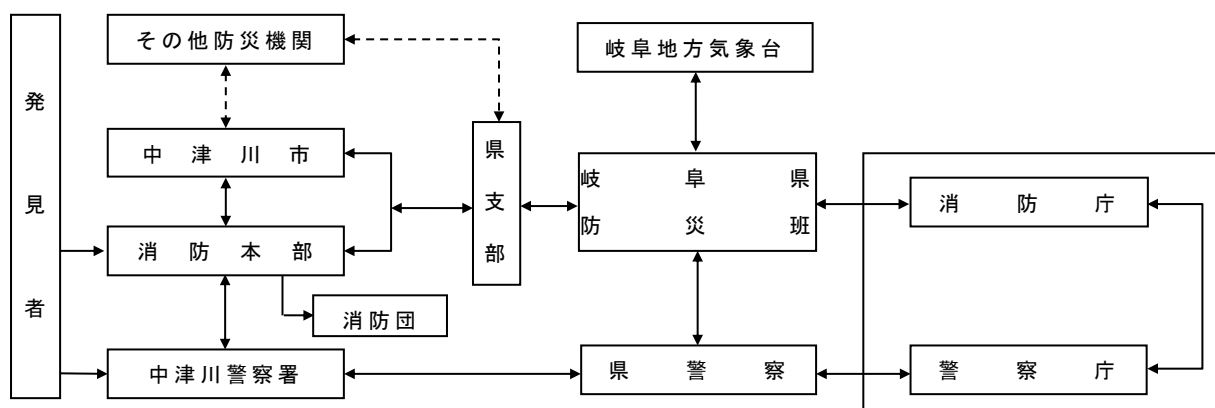 発見者
その他防災機関
岐阜地方気象台
中津川市
県支部
岐阜県
防災班
消防庁
消防本部
消防団
中津川警察署
県警察
警察庁